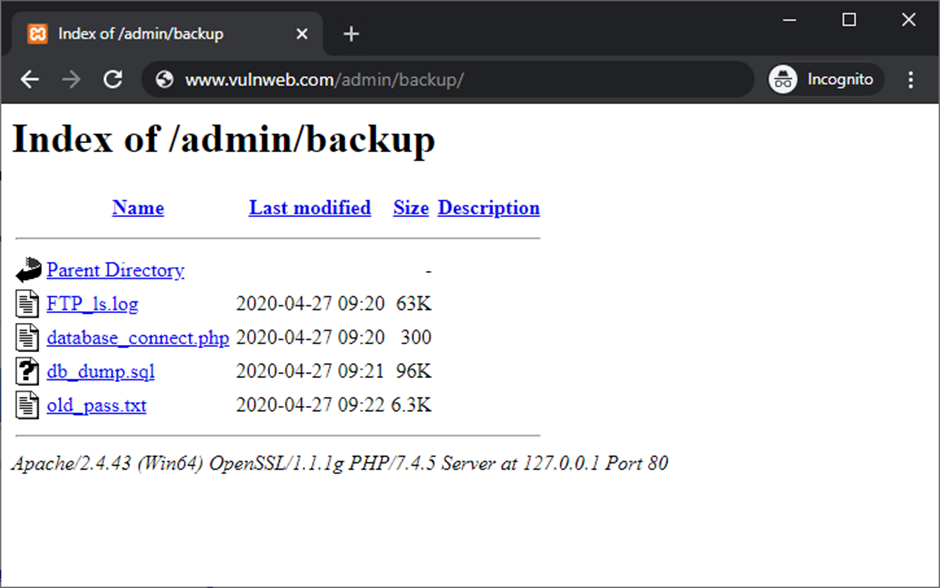 Index of /admin/backup
www.vulnweb.com/admin/backup/ Incognito
Index of /admin/backup
Name Last modified Size Description
Parent Directory -
FTP_ls.log 2020-04-27 09:20 63K
database_connect.php 2020-04-27 09:20 300
db_dump.sql 2020-04-27 09:21 96K
old_pass.txt 2020-04-27 09:22 6.3K
Apache/2.4.43 (Win64) OpenSSL/1.1.1g PHP/7.4.5 Server at 127.0.0.1 Port 80